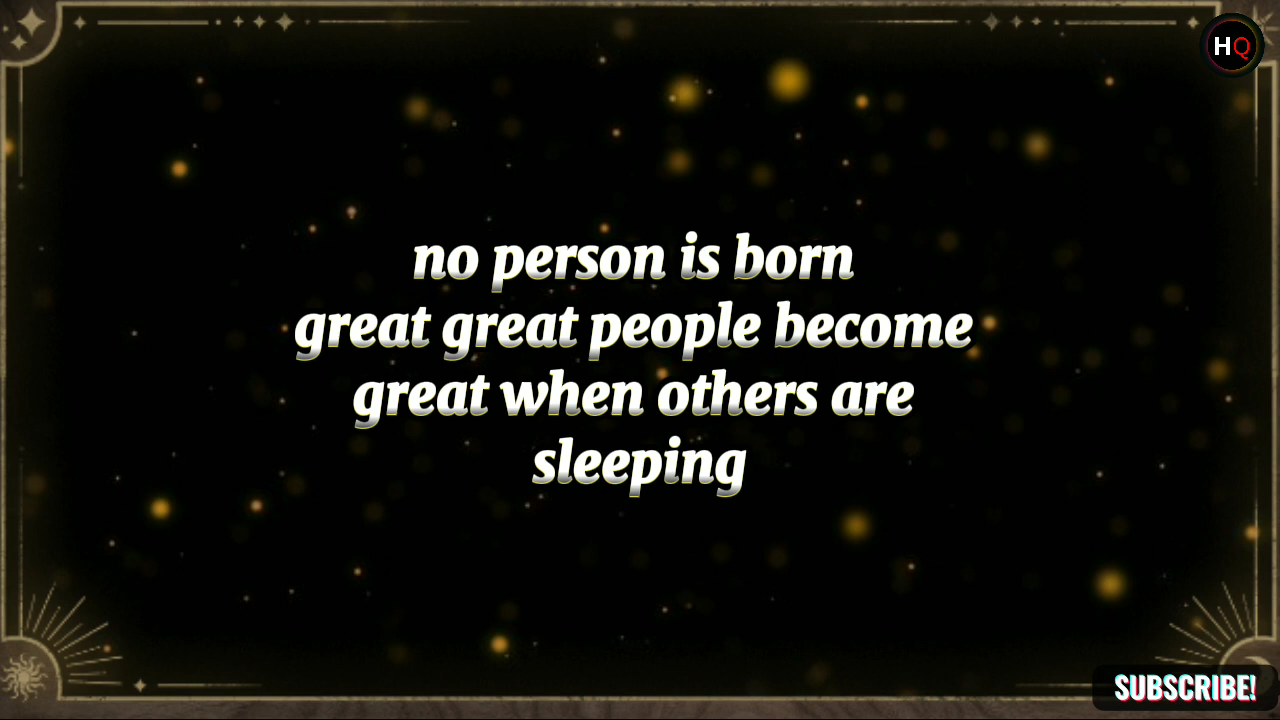 HQ
no person is born
great great people become
great when others are
sleeping
SUBSCRIBE!